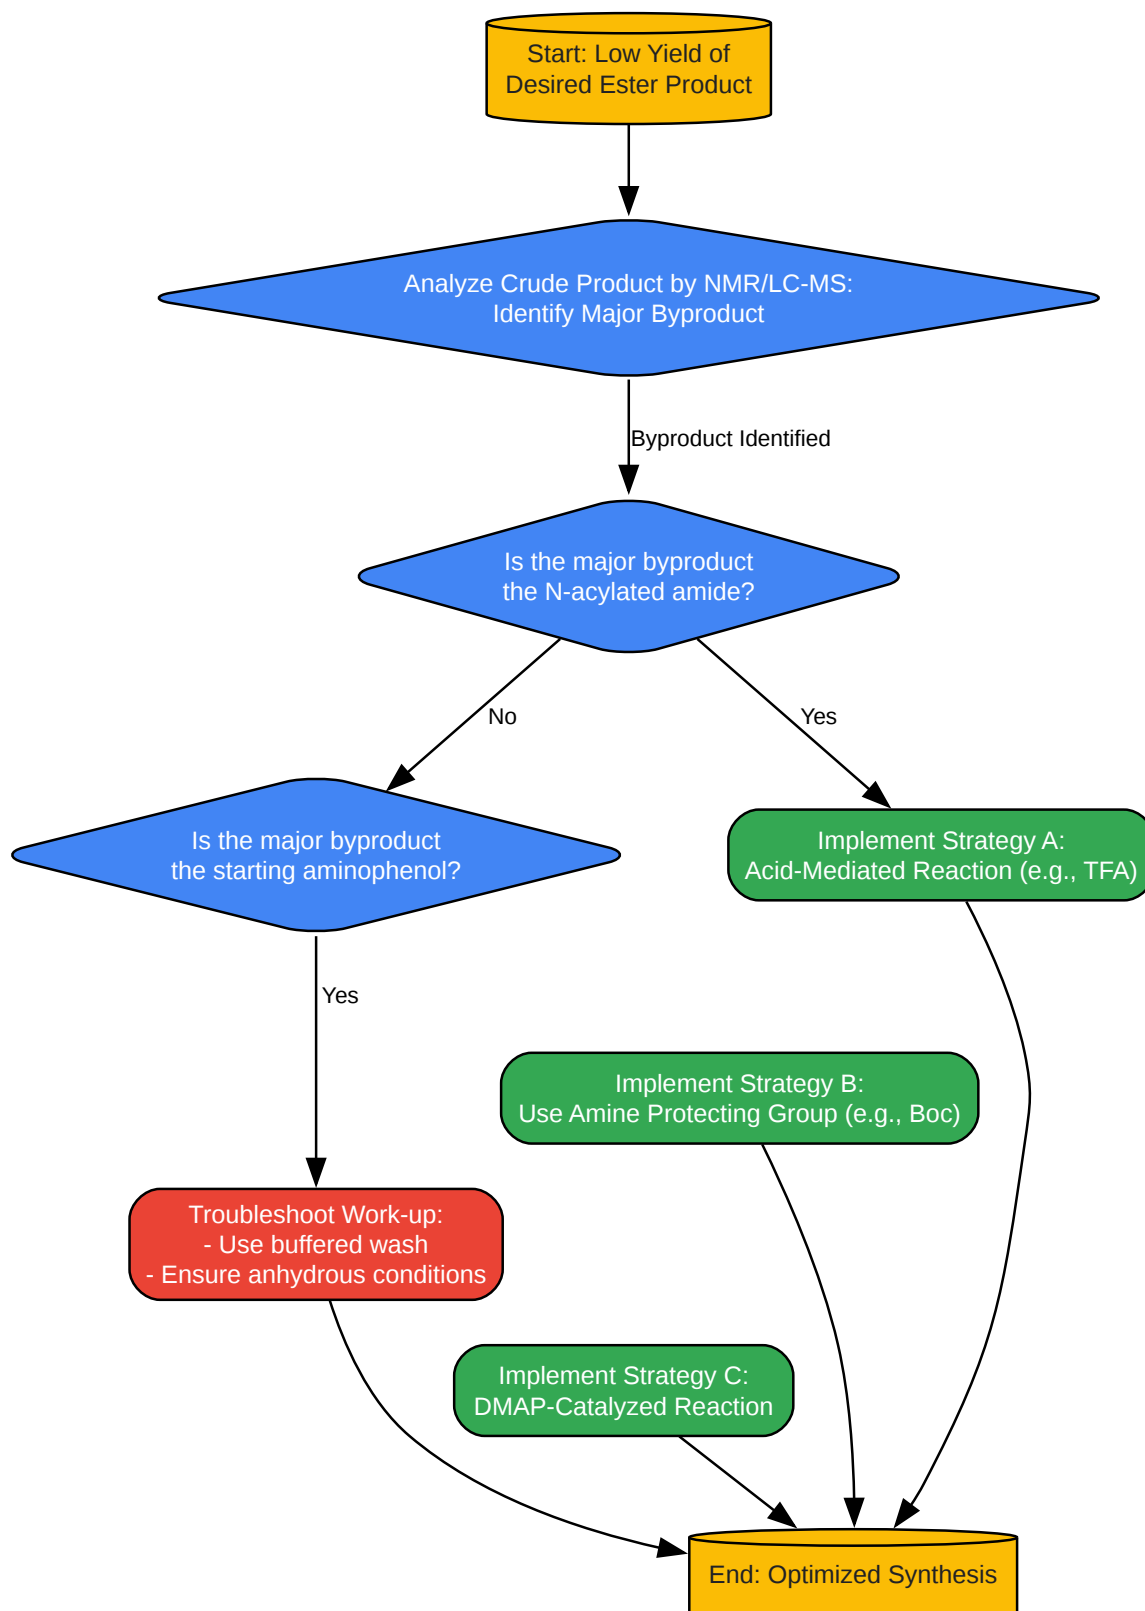 Start: Low Yield of
Desired Ester Product
Analyze Crude Product by NMR/LC-MS:
Identify Major Byproduct
Byproduct Identified
Is the major byproduct
the N-acylated amide?
No
Yes
Is the major byproduct
the starting aminophenol?
Implement Strategy A:
Acid-Mediated Reaction (e.g., TFA)
Yes
Implement Strategy B:
Use Amine Protecting Group (e.g., Boc)
Troubleshoot Work-up:
- Use buffered wash
- Ensure anhydrous conditions
Implement Strategy C:
DMAP-Catalyzed Reaction
End: Optimized Synthesis